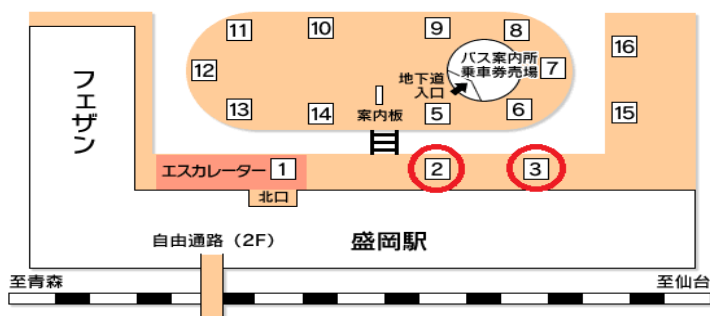 11
10
9
8
バス案内所
乗車券売場
7
16
12
地下道
入口
フェザン
13
14
案内板
5
6
15
エスカレーター
1
2
3
北口
自由通路(2F)
盛岡駅
至青森
至仙台